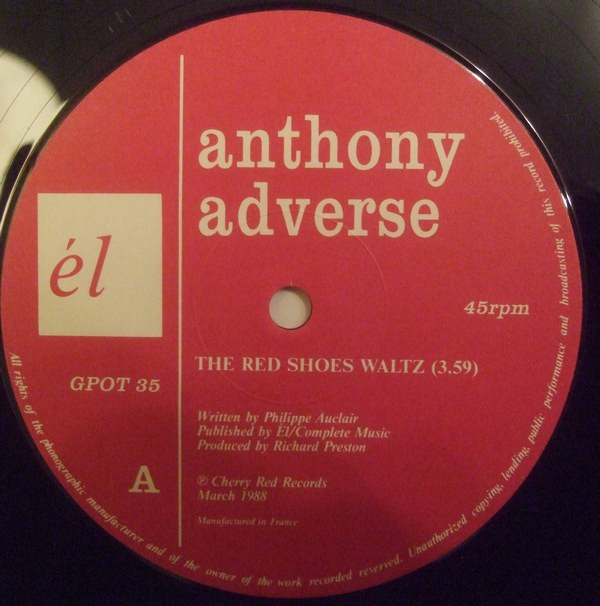 anthony
adverse
él
45rpm
THE RED SHOES WALTZ (3.59)
GPOT 35
Written by Philippe Auclair
Published by Él/Complete Music
Produced by Richard Preston
A
℗ Cherry Red Records
March 1988
Manufactured in France
All rights of the phonographic manufacturer and of the owner of the work recorded reserved. Unauthorized copying, lending, public performance and broadcasting of this record prohibited.